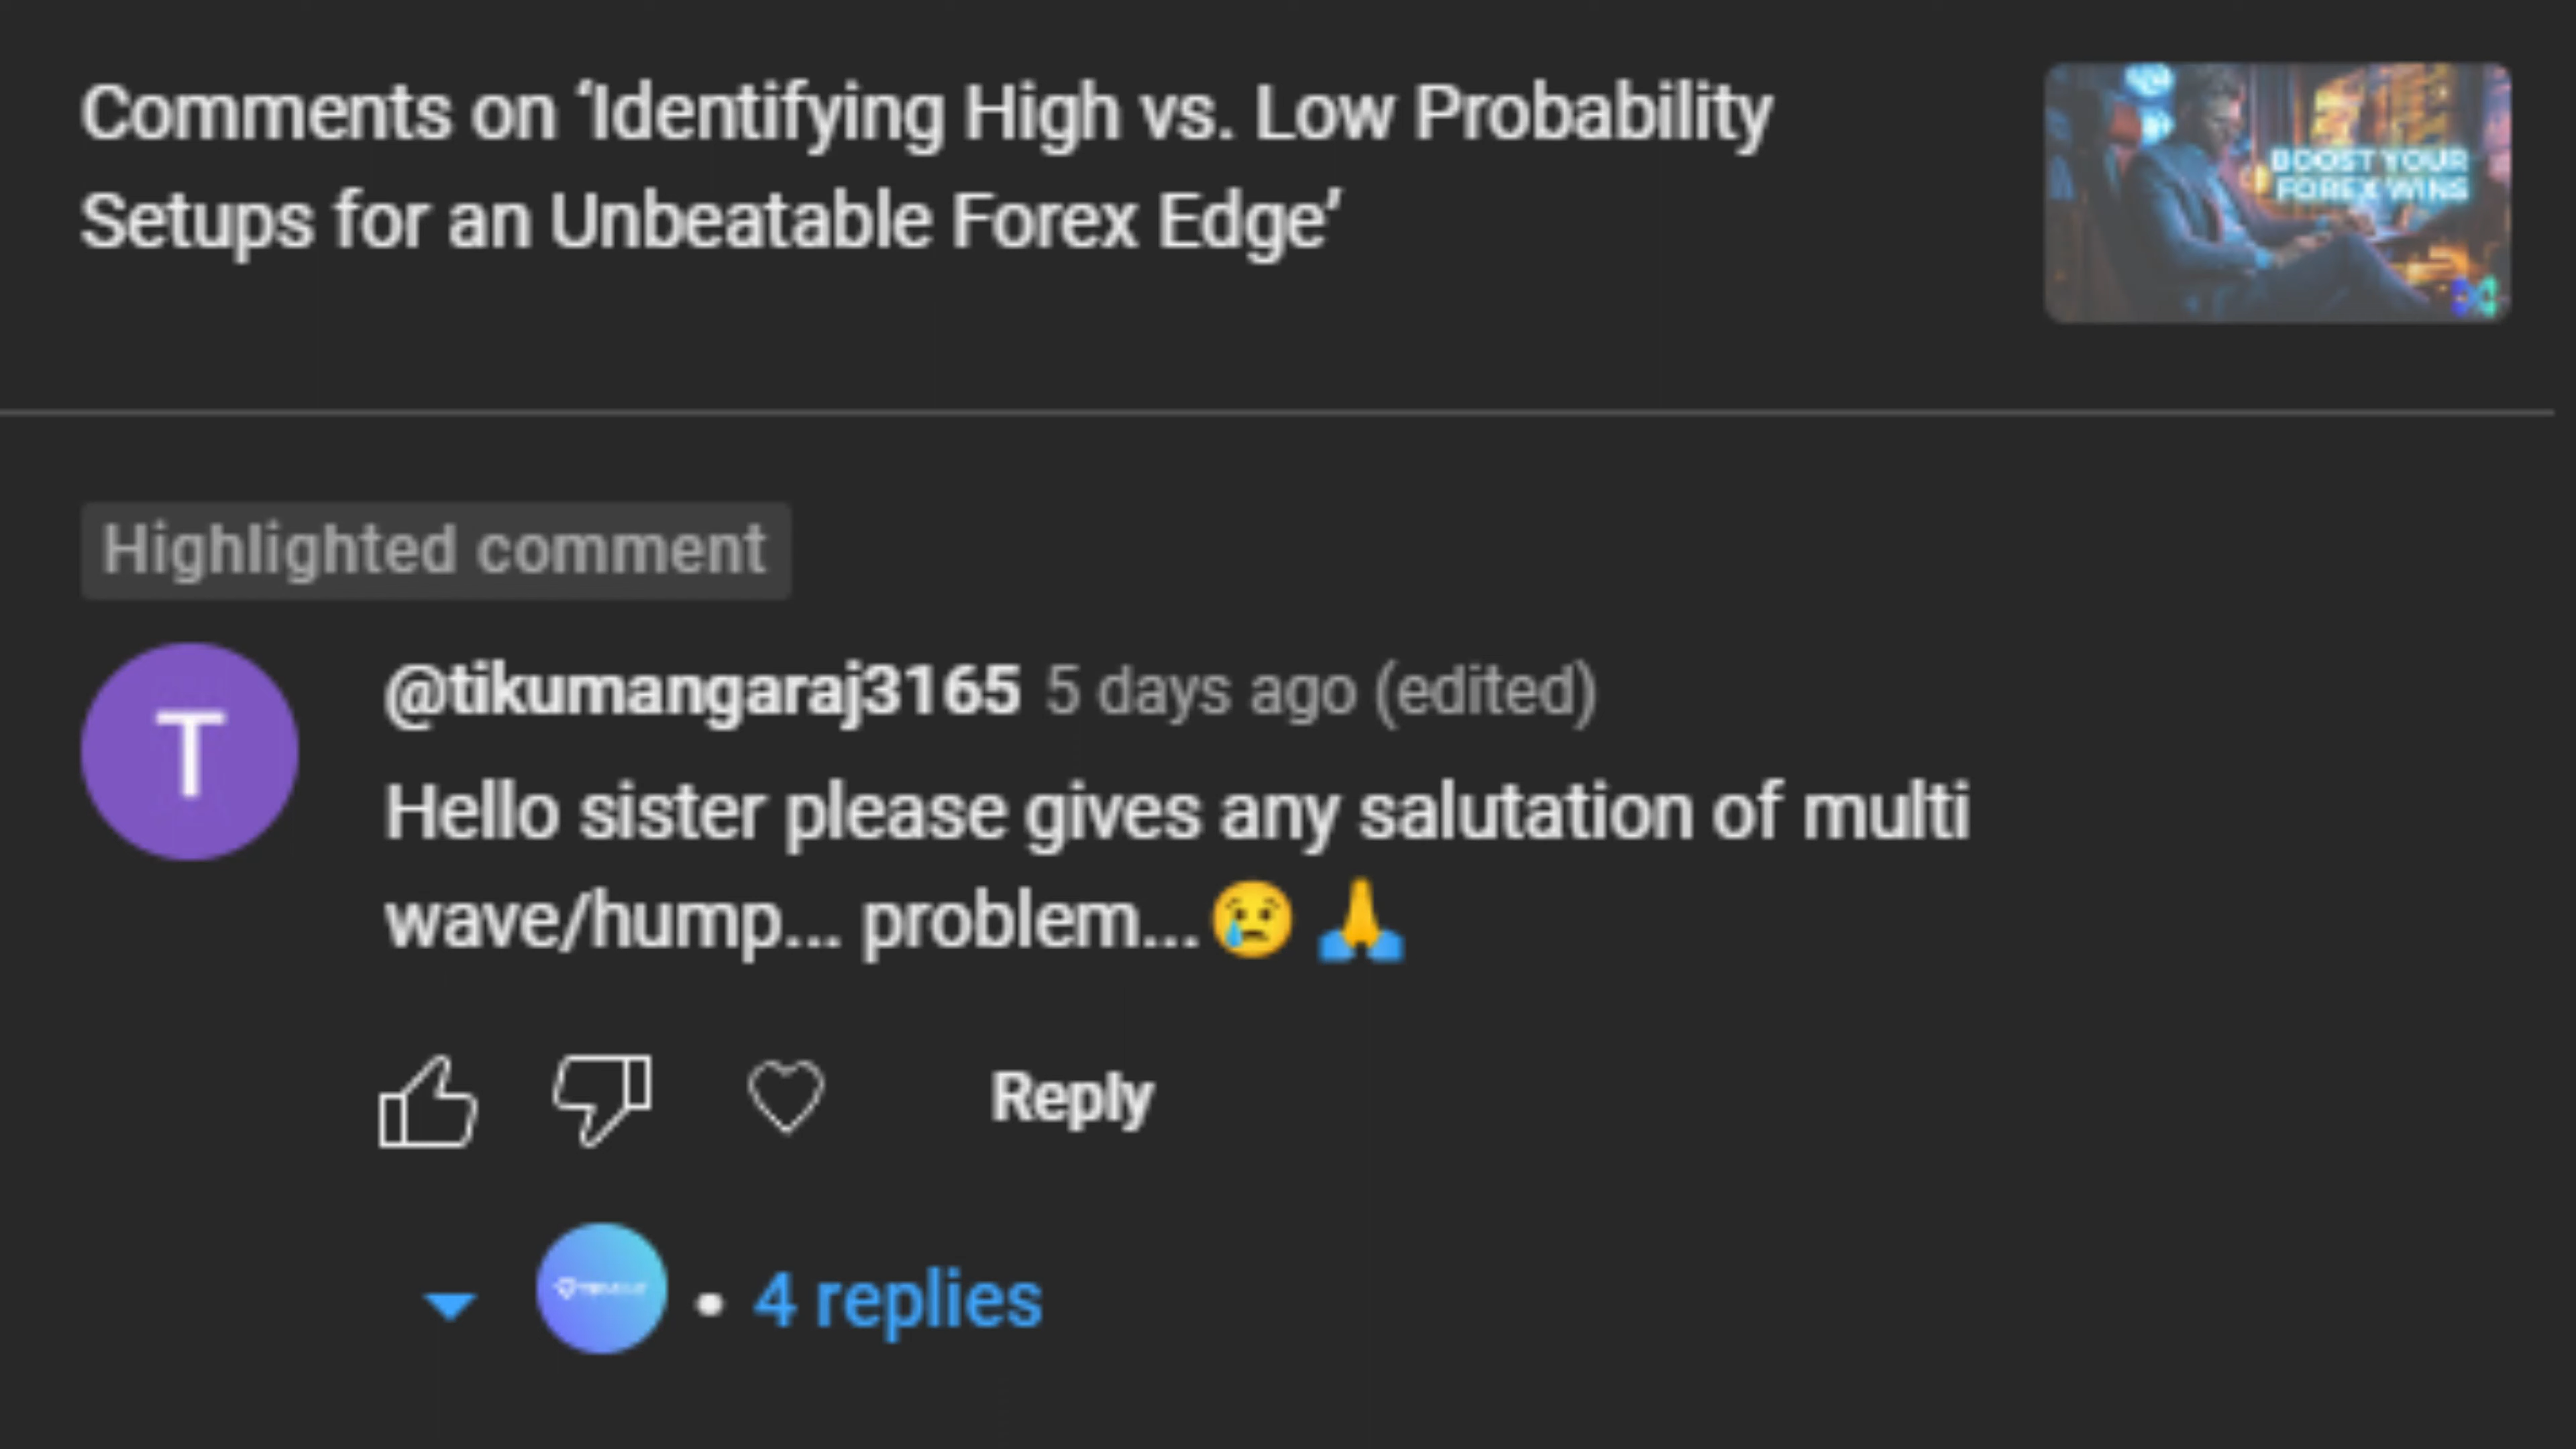 Comments on ‘Identifying High vs. Low Probability
Setups for an Unbeatable Forex Edge’
BOOST YOUR
FOREX WINS
Highlighted comment
T
@tikumangaraj3165 5 days ago (edited)
Hello sister please gives any salutation of multi
wave/hump... problem...😢 🙏
Reply
• 4 replies